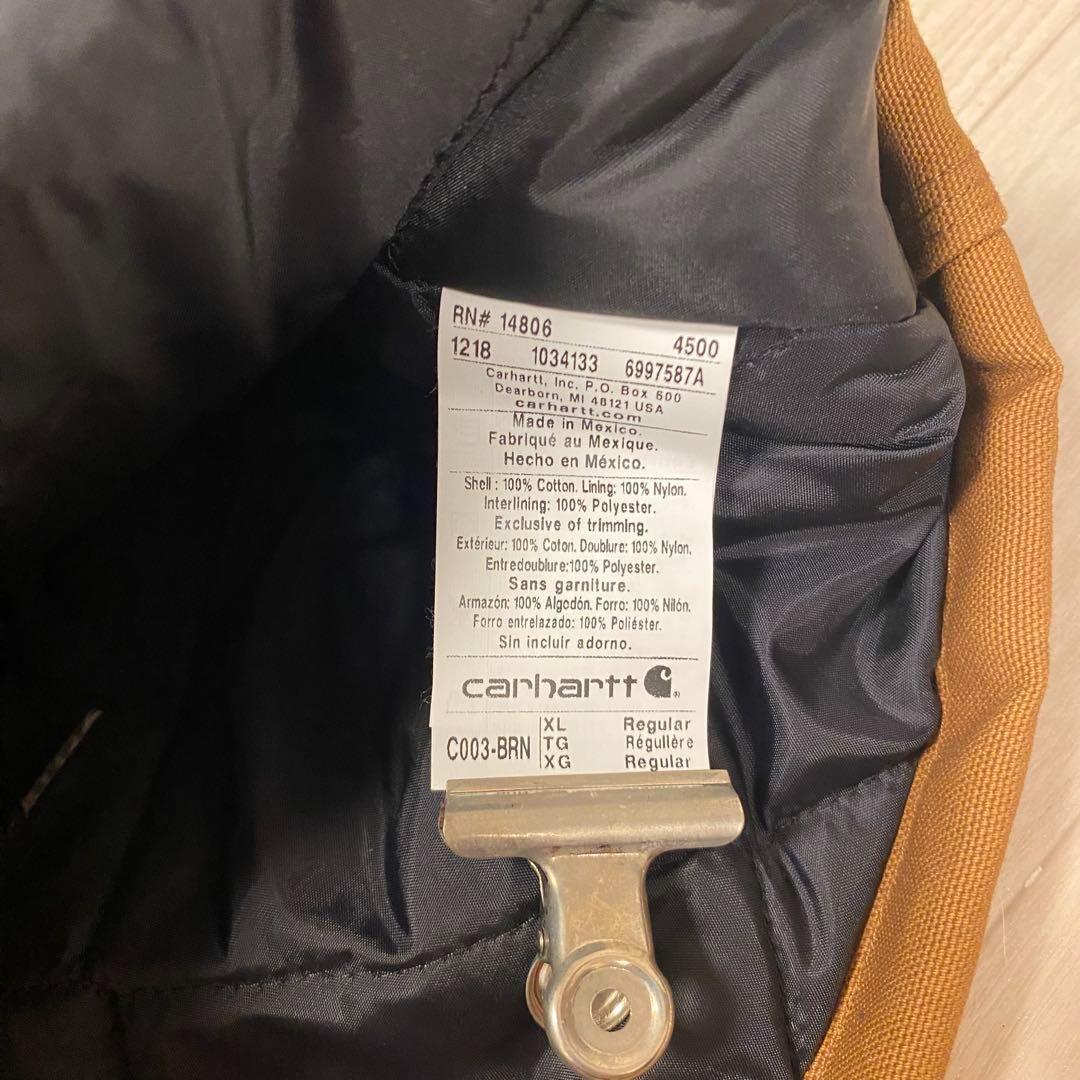 RN# 14806 4500
1218 1034133 6997587A
Carhartt, Inc. P.O. Box 600
Dearborn, MI 48121 USA
carhartt.com
Made in Mexico.
Fabriqué au Mexique.
Hecho en México.
Shell : 100% Cotton. Lining: 100% Nylon.
Interlining: 100% Polyester.
Exclusive of trimming.
Extérieur: 100% Coton. Doublure: 100% Nylon.
Entredoublure:100% Polyester.
Sans garniture.
Armazón: 100% Algodón. Forro: 100% Nilón.
Forro entrelazado: 100% Poliéster.
Sin incluir adorno.
carhartt ®
C003-BRN
XL Regular
TG Régulière
XG Regular